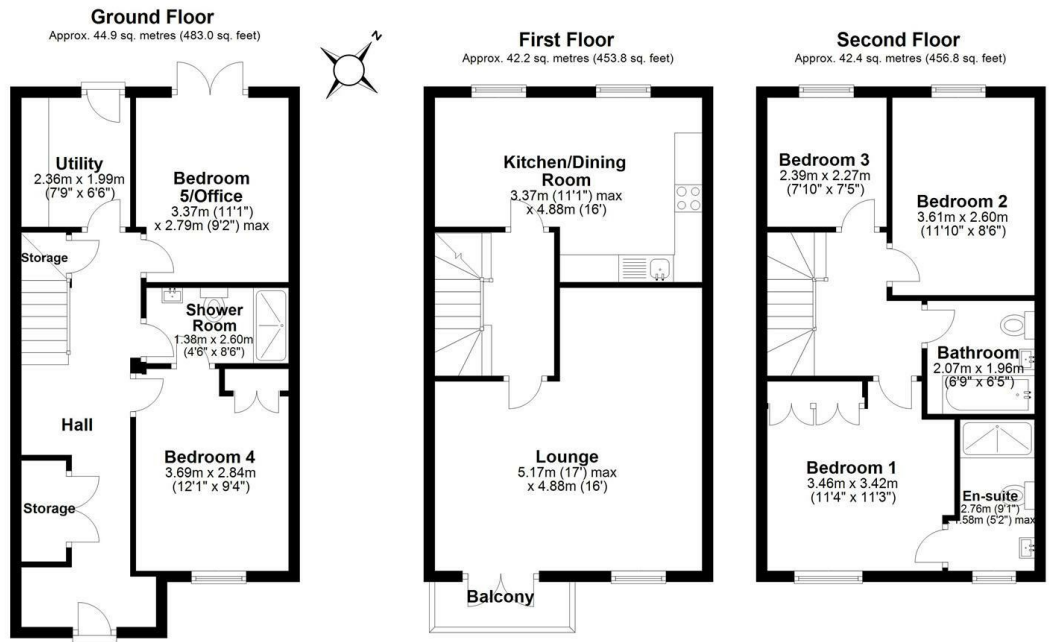 Ground Floor
Approx. 44.9 sq. metres (483.0 sq. feet)
Utility
2.36m x 1.99m
(7'9" x 6'6")
Bedroom
5/Office
3.37m (11'1")
x 2.79m (9'2") max
Storage
Shower
Room
1.38m x 2.60m
(4'6" x 8'6")
Hall
Bedroom 4
3.69m x 2.84m
(12'1" x 9'4")
Storage
N
First Floor
Approx. 42.2 sq. metres (453.8 sq. feet)
Kitchen/Dining
Room
3.37m (11'1") max
x 4.88m (16')
Lounge
5.17m (17') max
x 4.88m (16')
Balcony
Second Floor
Approx. 42.4 sq. metres (456.8 sq. feet)
Bedroom 3
2.39m x 2.27m
(7'10" x 7'5")
Bedroom 2
3.61m x 2.60m
(11'10" x 8'6")
Bathroom
2.07m x 1.96m
(6'9" x 6'5")
Bedroom 1
3.46m x 3.42m
(11'4" x 11'3")
En-suite
2.76m (9'1")
1.58m (5'2") max